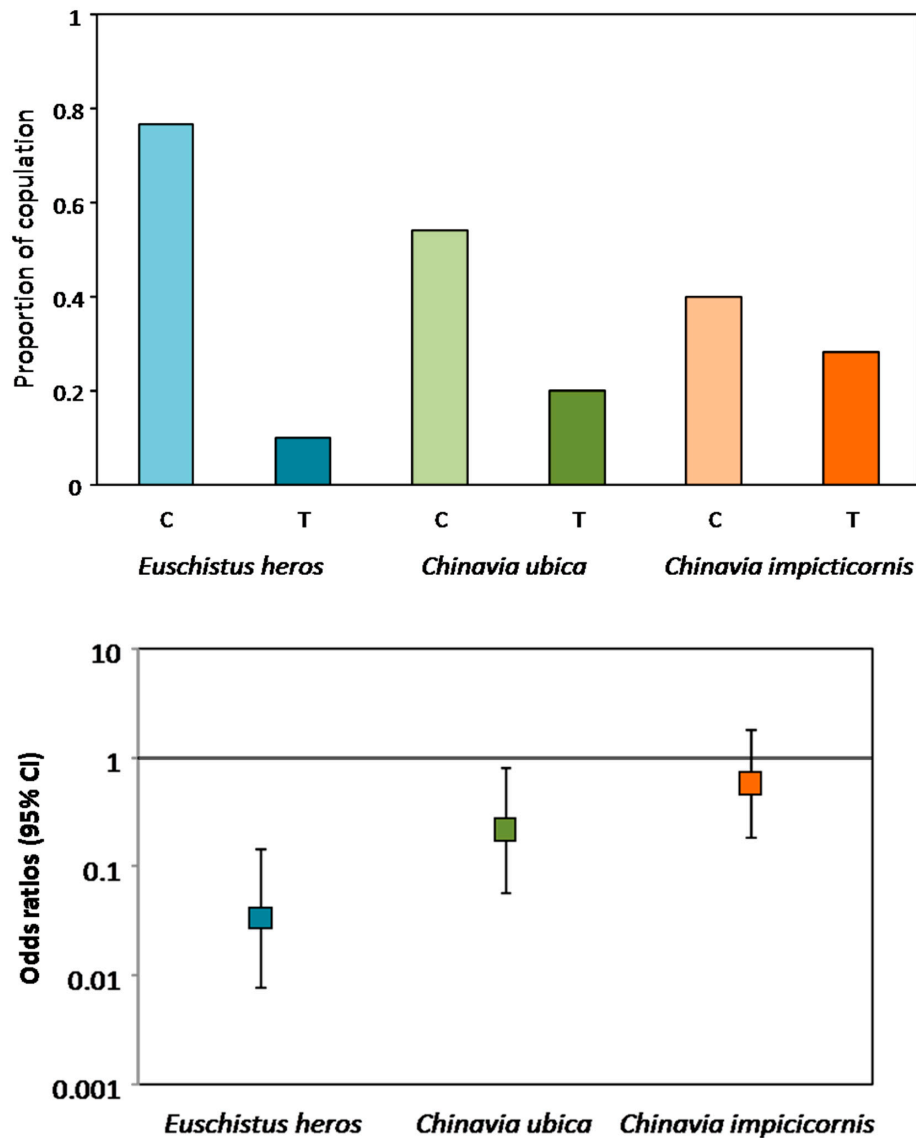 1
0.8
0.6
0.4
0.2
0
Proportion of copulation
C T C T C T
Euschistus heros Chinavia ubica Chinavia impicticornis
10
1
0.1
0.01
0.001
Odds ratios (95% CI)
Euschistus heros Chinavia ubica Chinavia impicicornis